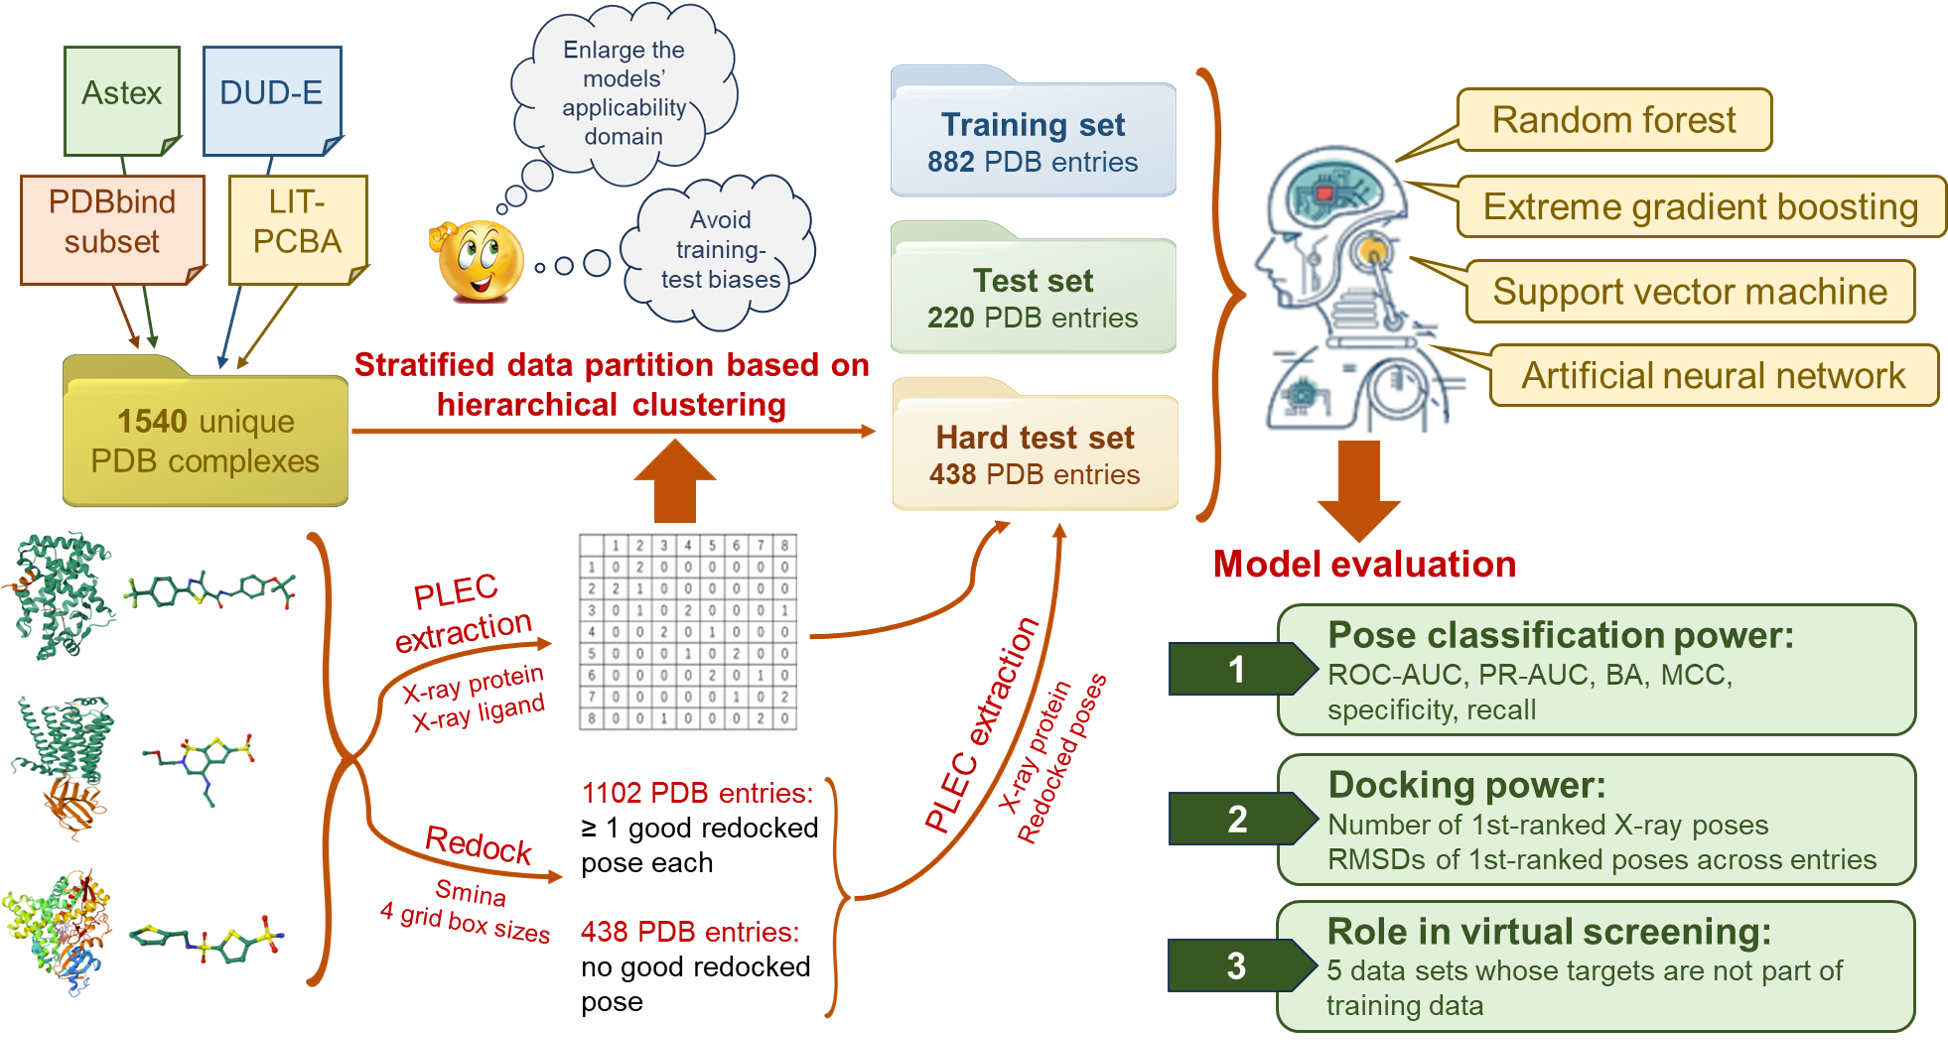 Astex
DUD-E
PDBbind
subset
LIT-
PCBA
1540 unique
PDB complexes
Enlarge the
models'
applicability
domain
Avoid
training-
test biases
Stratified data partition based on
hierarchical clustering
Training set
882 PDB entries
Test set
220 PDB entries
Hard test set
438 PDB entries
Random forest
Extreme gradient boosting
Support vector machine
Artificial neural network
PLEC
extraction
X-ray protein
X-ray ligand
1 2 3 4 5 6 7 8
1 0 2 0 0 0 0 0 0
2 2 1 0 0 0 0 0 0
3 0 1 0 2 0 0 0 1
4 0 0 2 0 1 0 0 0
5 0 0 0 1 0 2 0 0
6 0 0 0 0 2 0 1 0
7 0 0 0 0 0 1 0 2
8 0 0 1 0 0 0 2 0
Redock
Smina
4 grid box sizes
1102 PDB entries:
≥ 1 good redocked
pose each
438 PDB entries:
no good redocked
pose
PLEC extraction
X-ray protein
Redocked poses
Model evaluation
1
Pose classification power:
ROC-AUC, PR-AUC, BA, MCC,
specificity, recall
2
Docking power:
Number of 1st-ranked X-ray poses
RMSDs of 1st-ranked poses across entries
3
Role in virtual screening:
5 data sets whose targets are not part of
training data